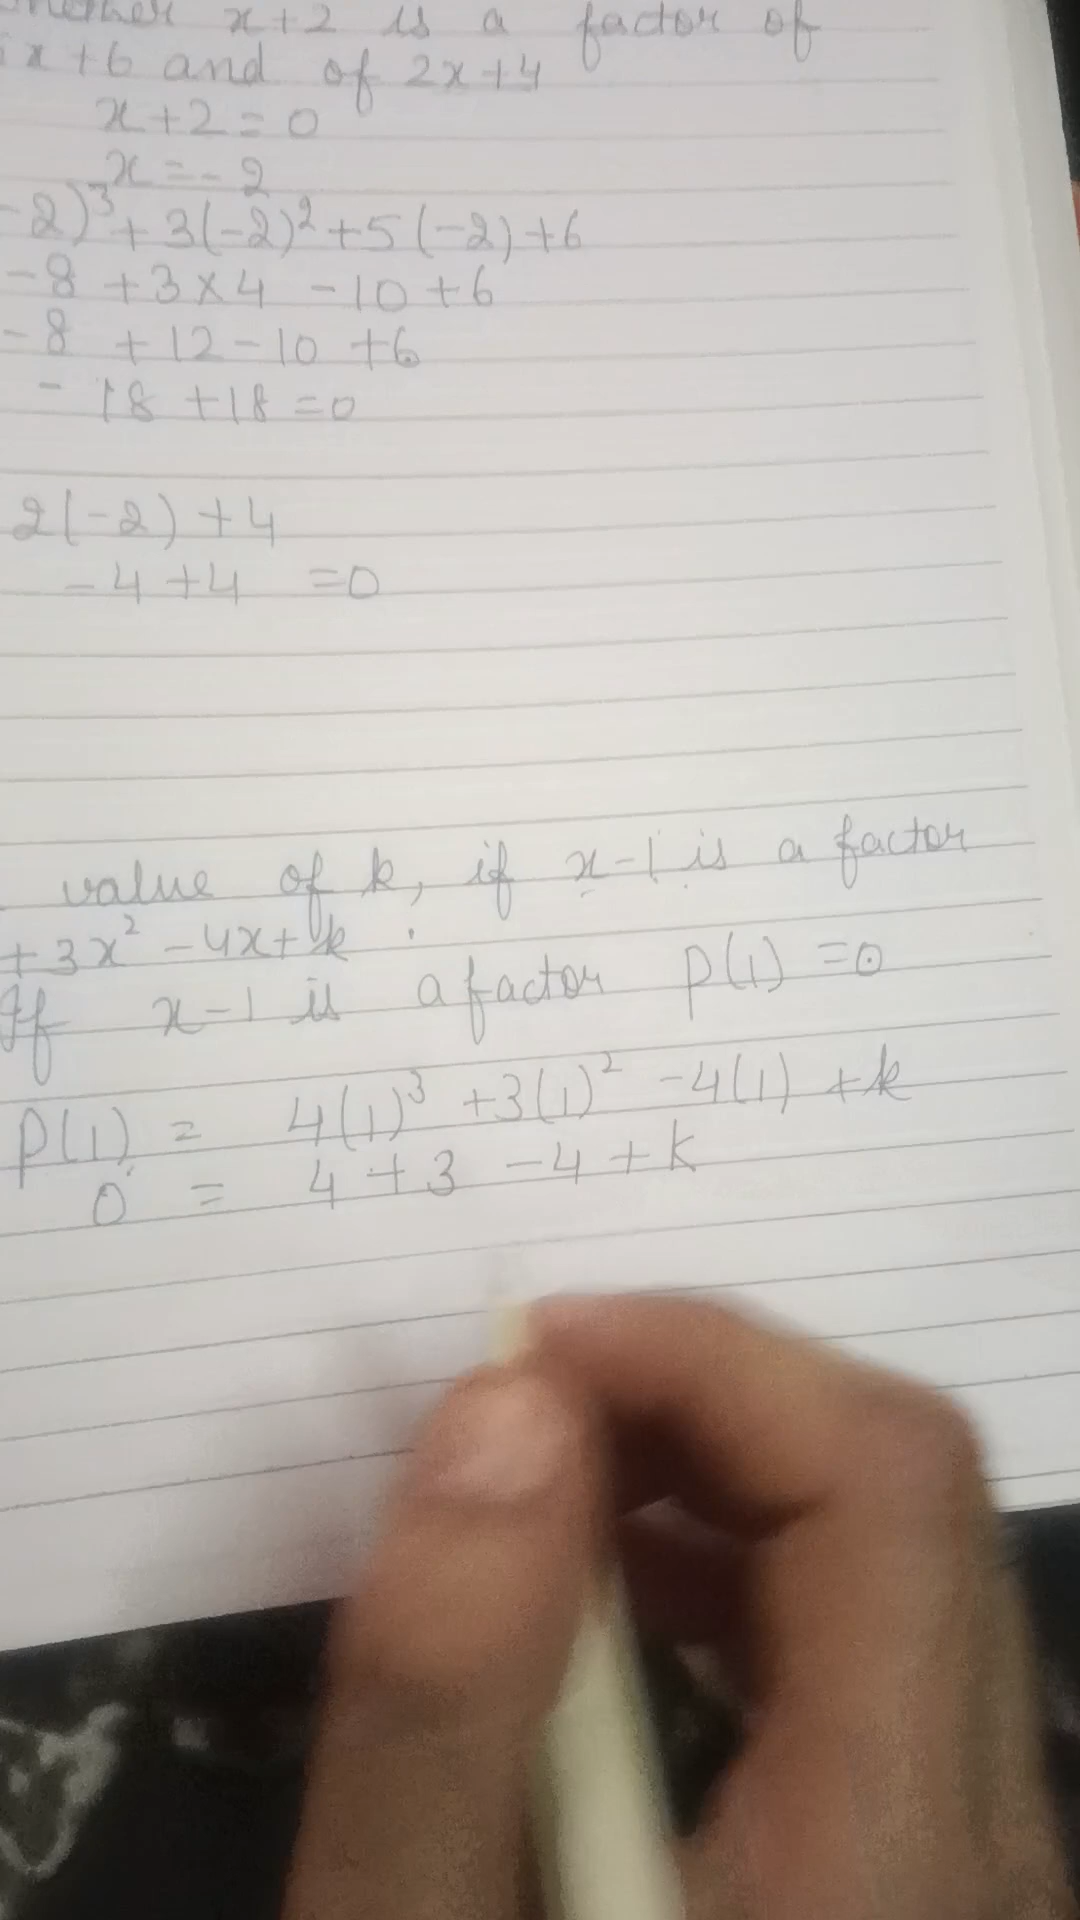 x+2 is a factor of
x+6 and of 2x+4
x+2=0
x=-2
-2)³+3(-2)²+5(-2)+6
-8 +3×4 -10+6
-8 +12-10 +6
- 18 +18=0
2(-2)+4
-4+4 =0
value of k, if x-1 is a factor
+3x²-4x+k.
If x-1 is a factor p(1)=0
p(1) = 4(1)³ +3(1)² -4(1) +k
0 = 4+3 -4+k